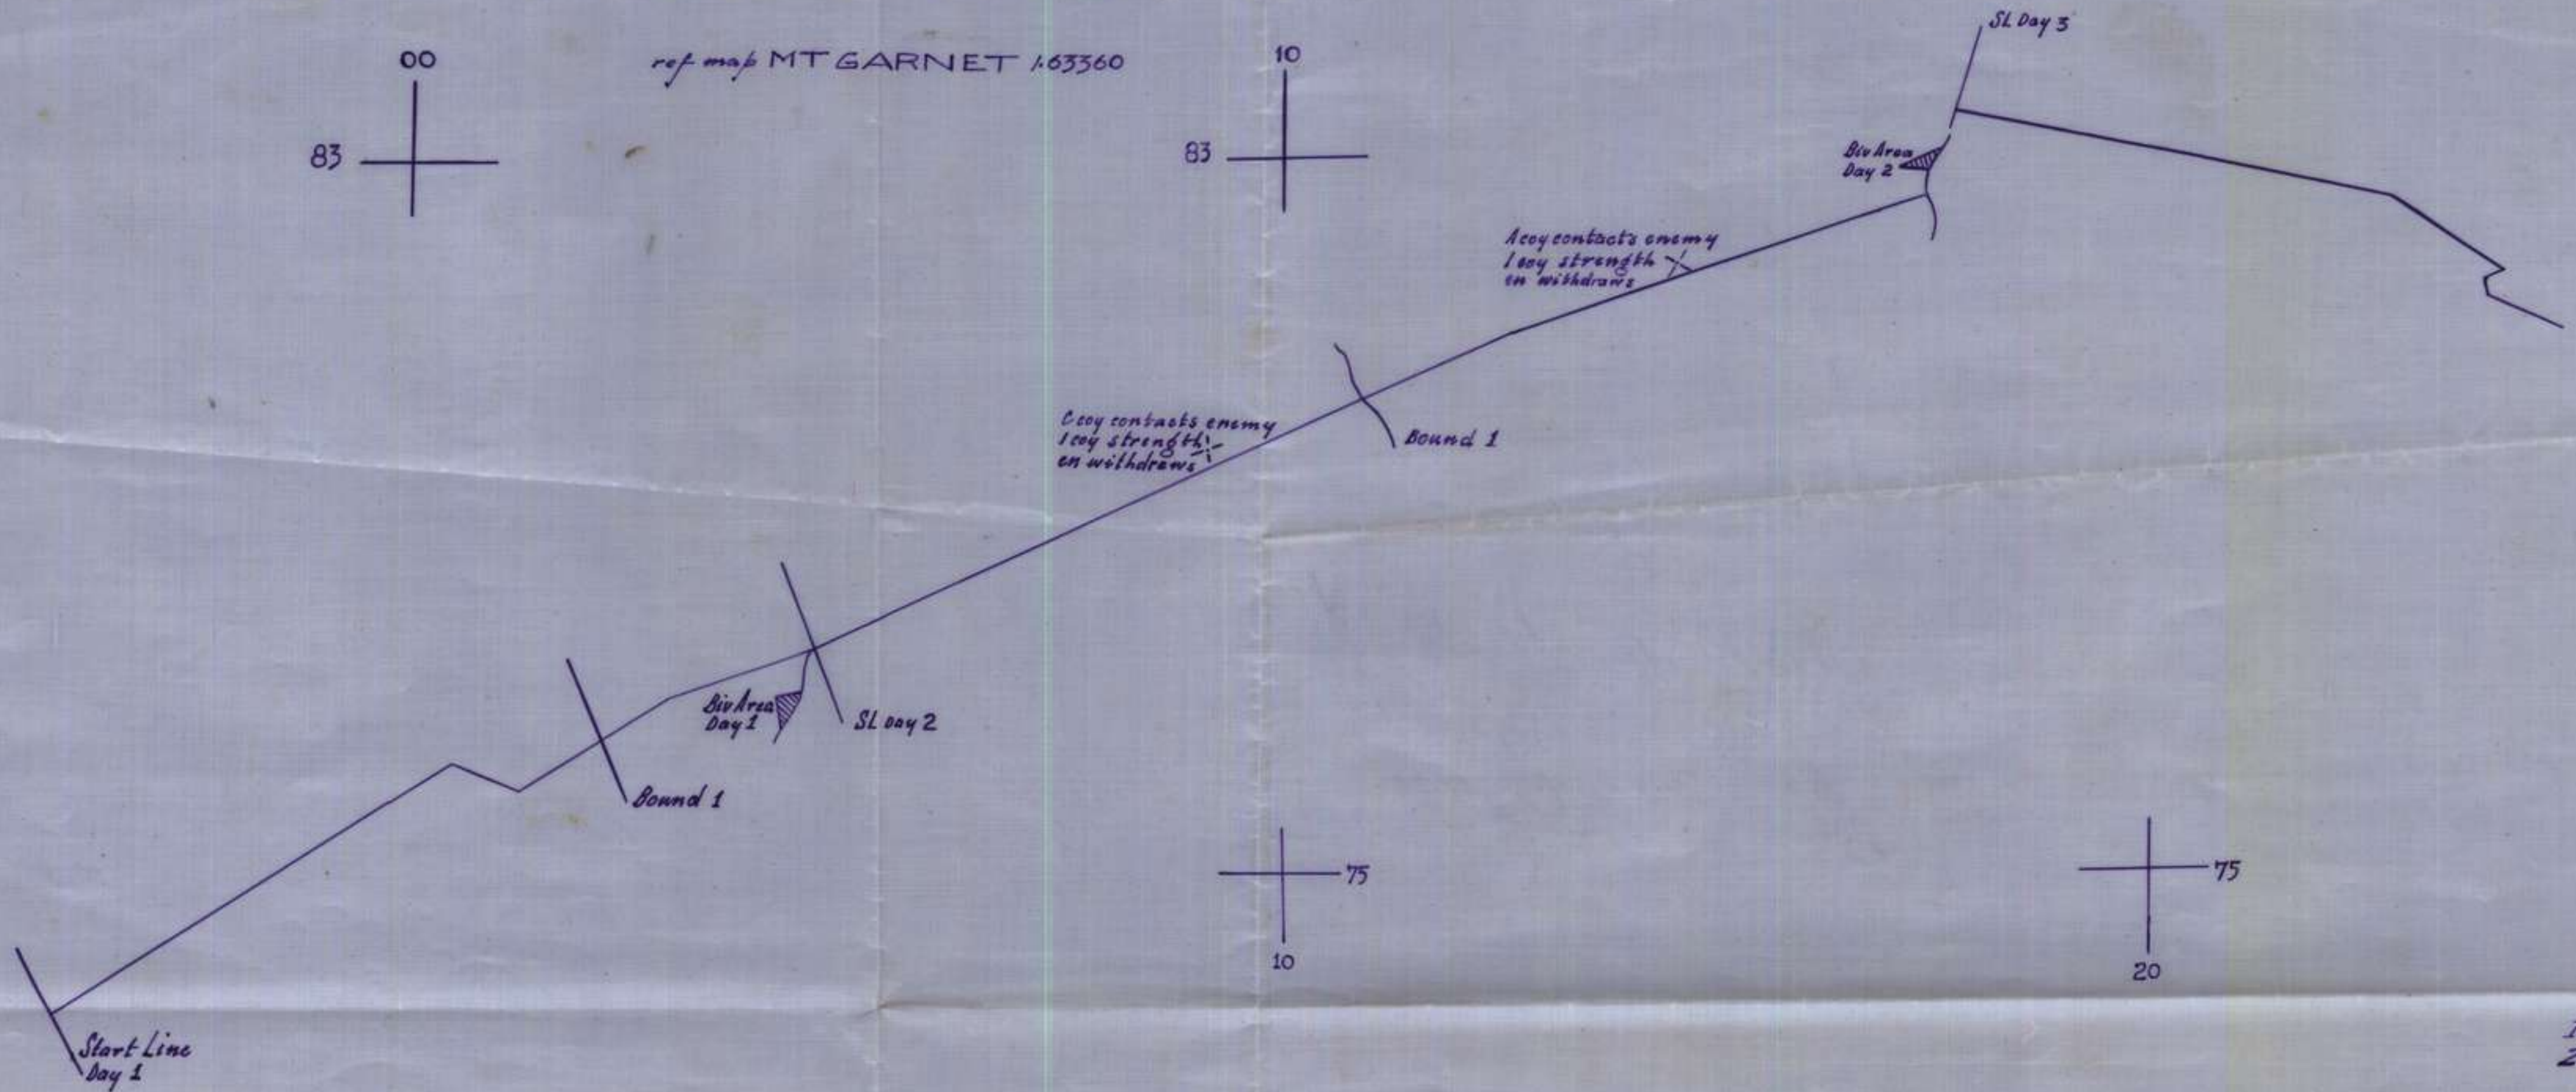 SL Day 3
00
ref map MT GARNET 1:63360
10
83
83
Biv Area
Day 2
A coy contacts enemy
1 coy strength
en withdraws
C coy contacts enemy
1 coy strength
en withdraws
Bound 1
Biv Area
Day 1
SL Day 2
Bound 1
75
75
10
20
Start Line
Day 1
2